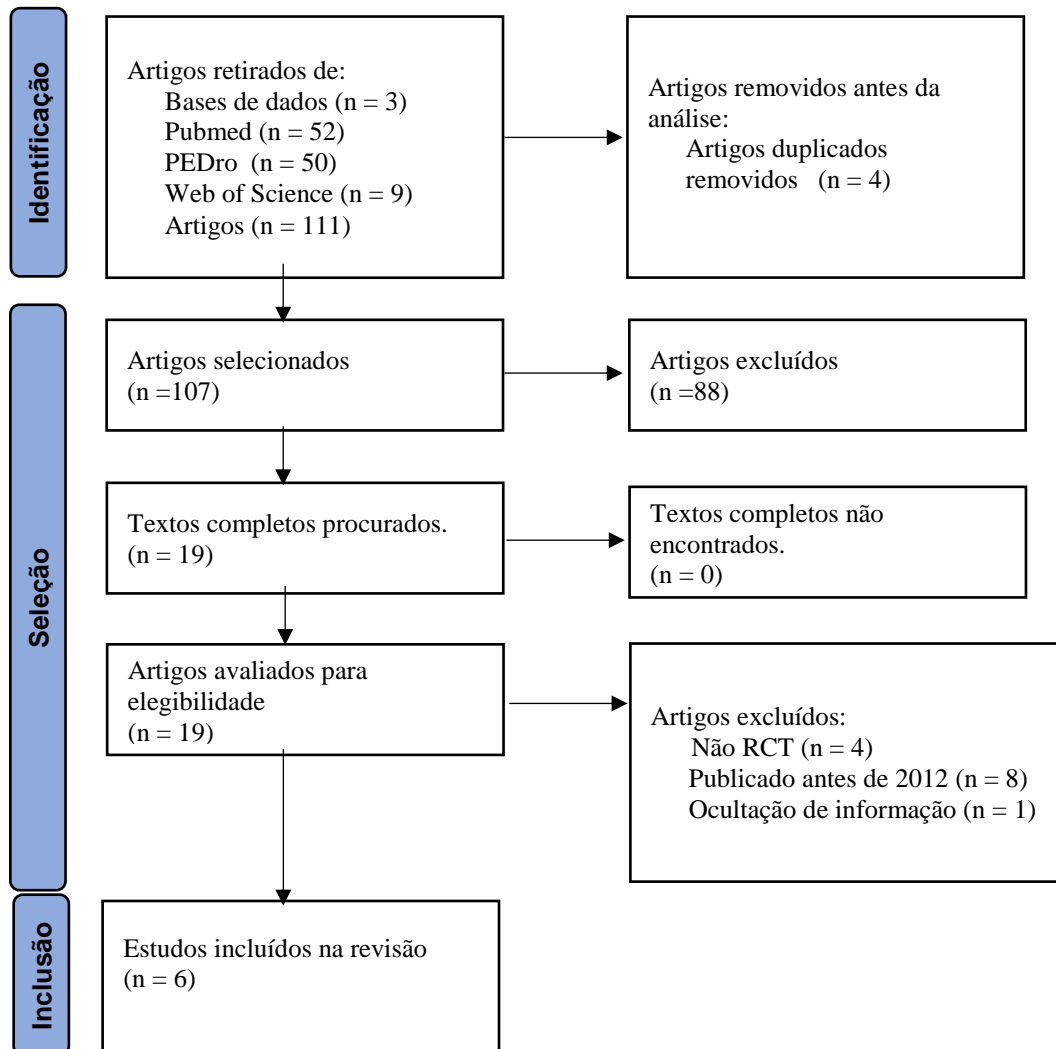 Identificação
Artigos retirados de:
Bases de dados (n = 3)
Pubmed (n = 52)
PEDro (n = 50)
Web of Science (n = 9)
Artigos (n = 111)
Artigos removidos antes da
análise:
Artigos duplicados
removidos (n = 4)
Seleção
Artigos selecionados
(n =107)
Artigos excluídos
(n =88)
Textos completos procurados.
(n = 19)
Textos completos não
encontrados.
(n = 0)
Artigos avaliados para
elegibilidade
(n = 19)
Artigos excluídos:
Não RCT (n = 4)
Publicado antes de 2012 (n = 8)
Ocultação de informação (n = 1)
Inclusão
Estudos incluídos na revisão
(n = 6)